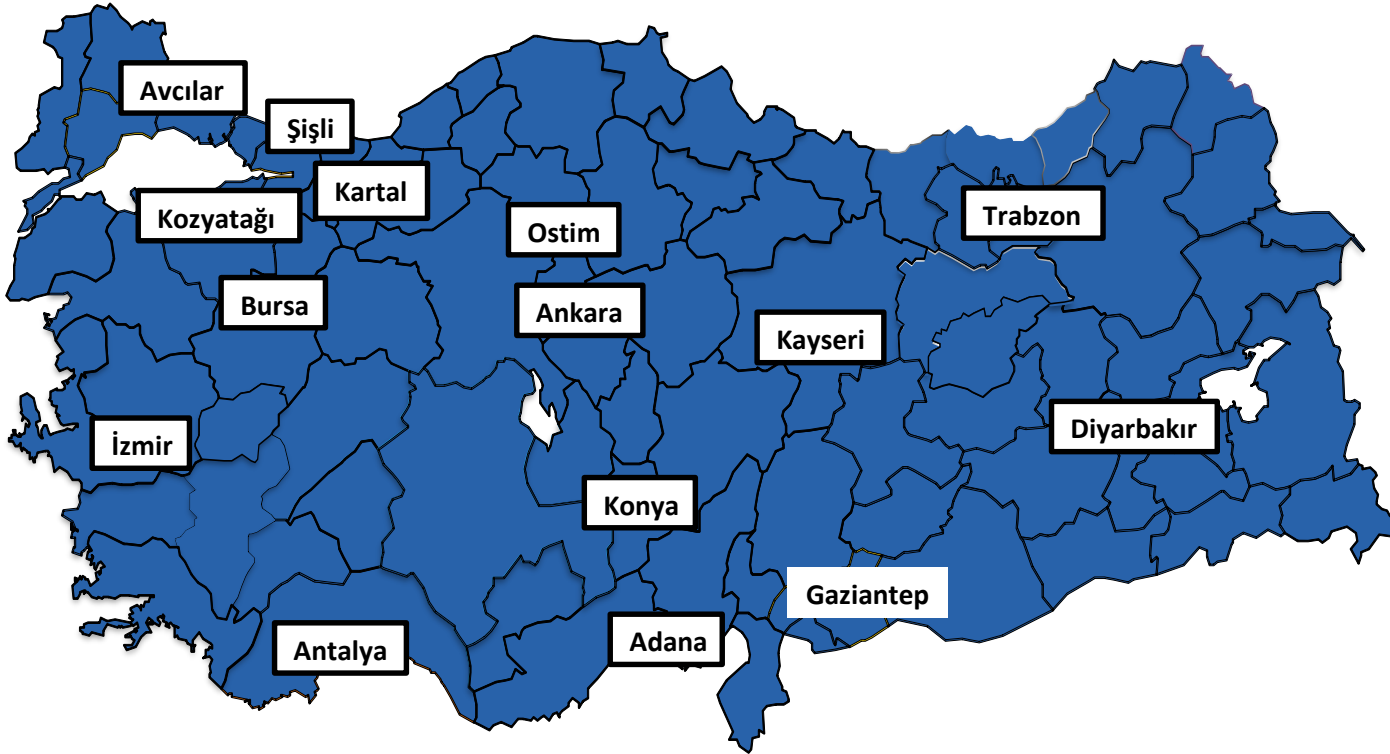 Avcılar
Şişli
Kartal
Kozyatağı
Trabzon
Ostim
Bursa
Ankara
Kayseri
Diyarbakır
İzmir
Konya
Gaziantep
Adana
Antalya